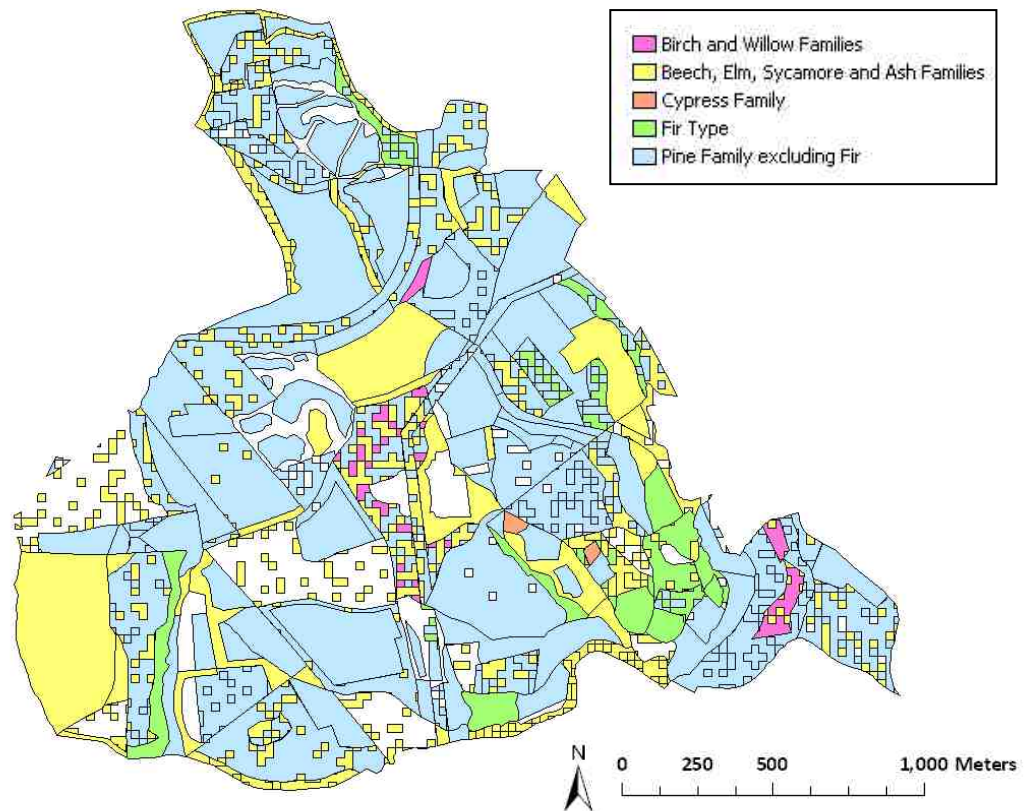 Birch and Willow Families
Beech, Elm, Sycamore and Ash Families
Cypress Family
Fir Type
Pine Family excluding Fir
N
0 250 500 1,000 Meters